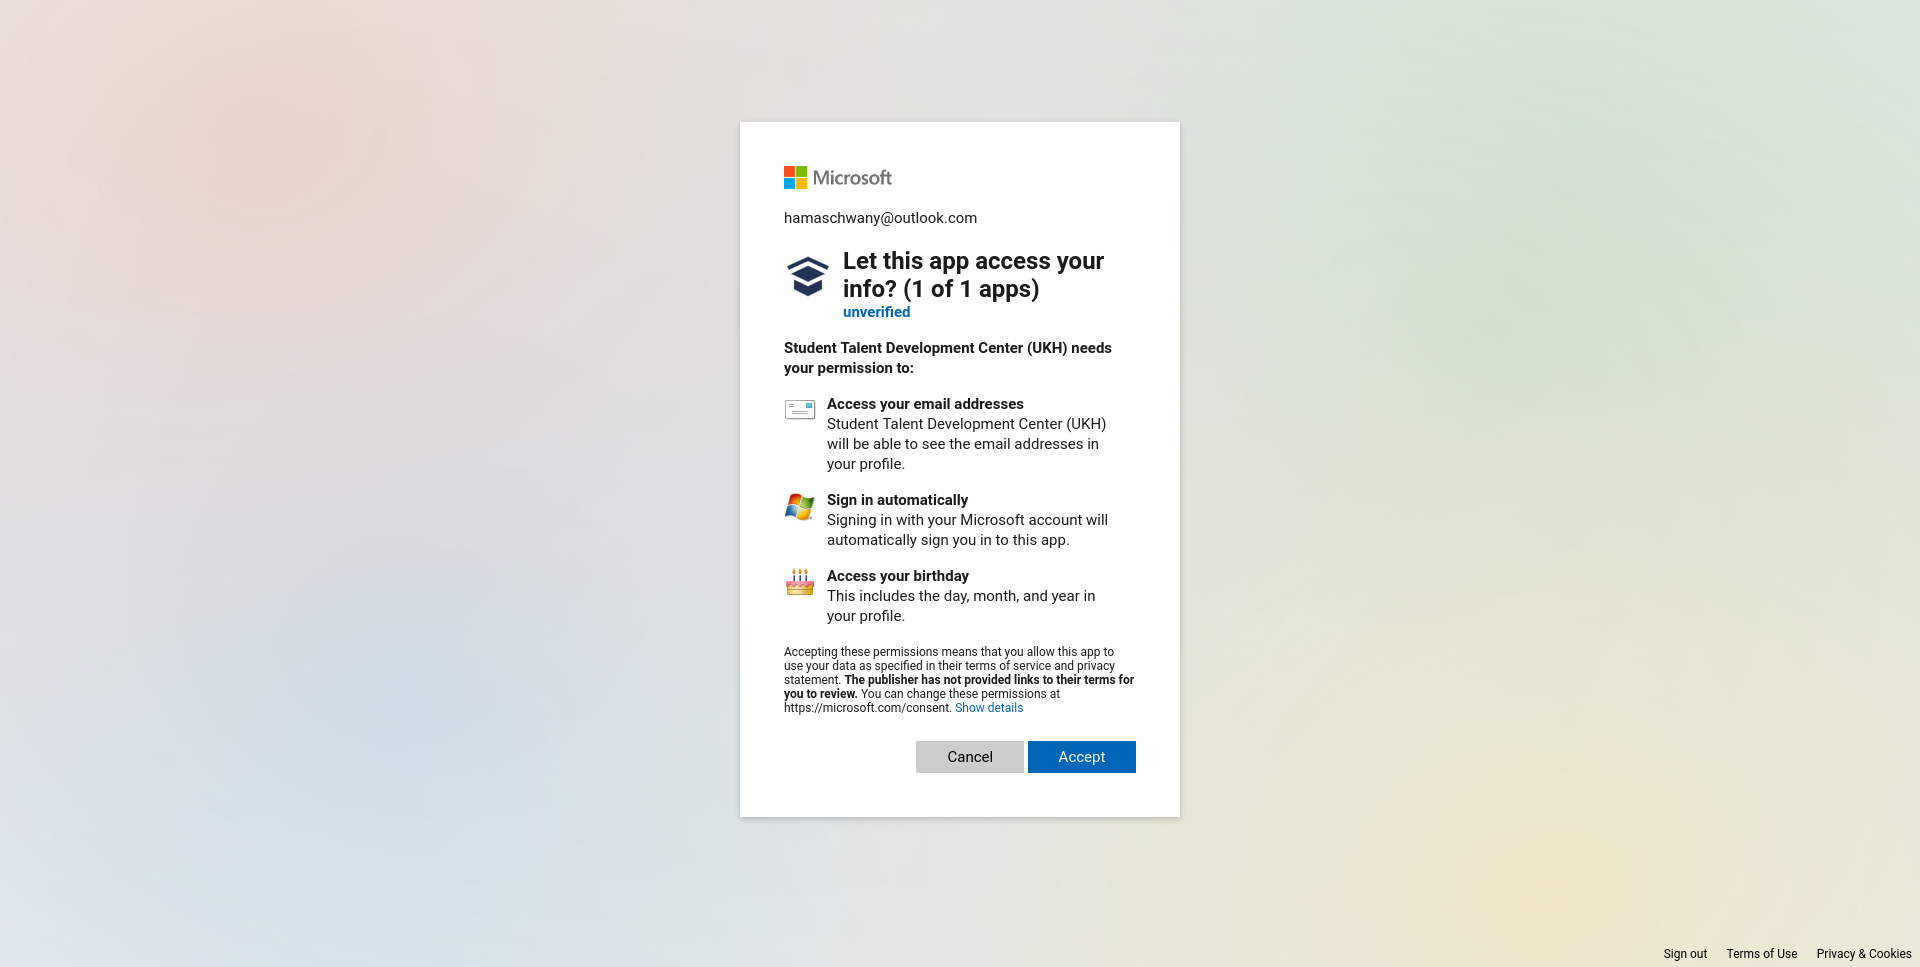 Microsoft
hamaschwany@outlook.com
Let this app access your
info? (1 of 1 apps)
unverified
Student Talent Development Center (UKH) needs
your permission to:
Access your email addresses
Student Talent Development Center (UKH)
will be able to see the email addresses in
your profile.
Sign in automatically
Signing in with your Microsoft account will
automatically sign you in to this app.
Access your birthday
This includes the day, month, and year in
your profile.
Accepting these permissions means that you allow this app to
use your data as specified in their terms of service and privacy
statement. The publisher has not provided links to their terms for
you to review. You can change these permissions at
https://microsoft.com/consent. Show details
Cancel Accept
Sign out Terms of Use Privacy & Cookies